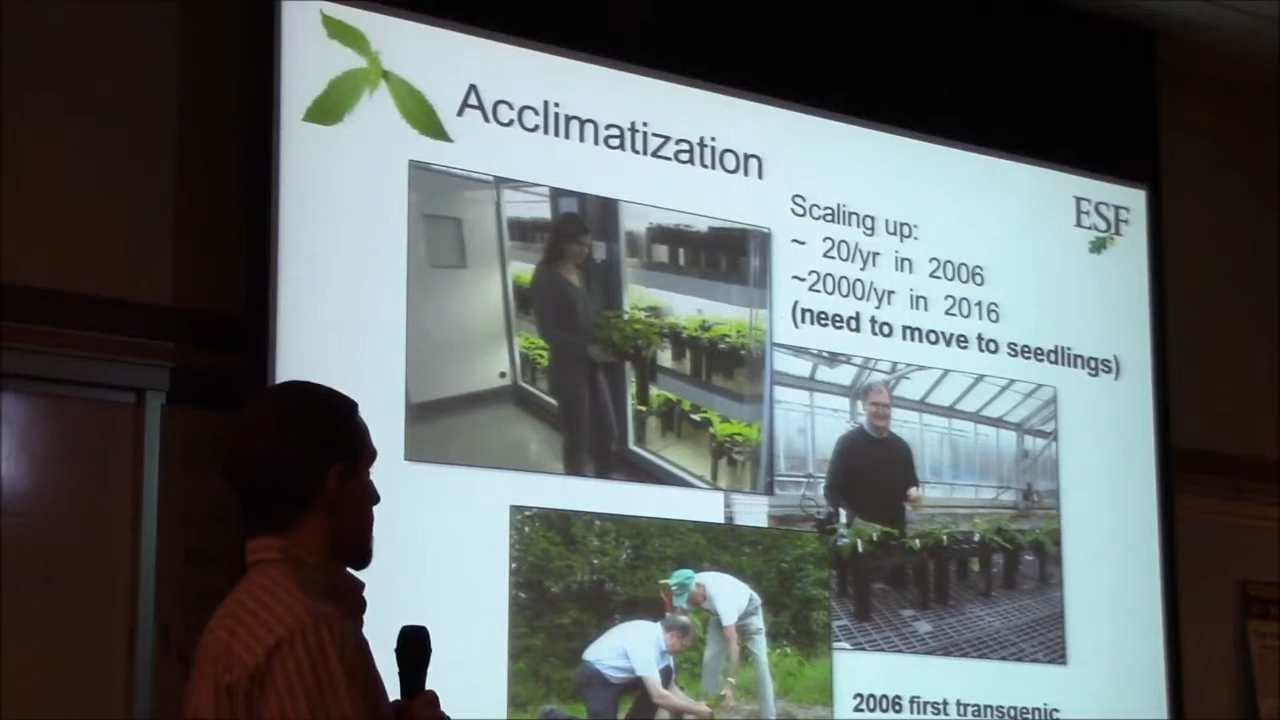 Acclimatization
ESF
Scaling up:
~ 20/yr in 2006
~2000/yr in 2016
(need to move to seedlings)
2006 first transgenic